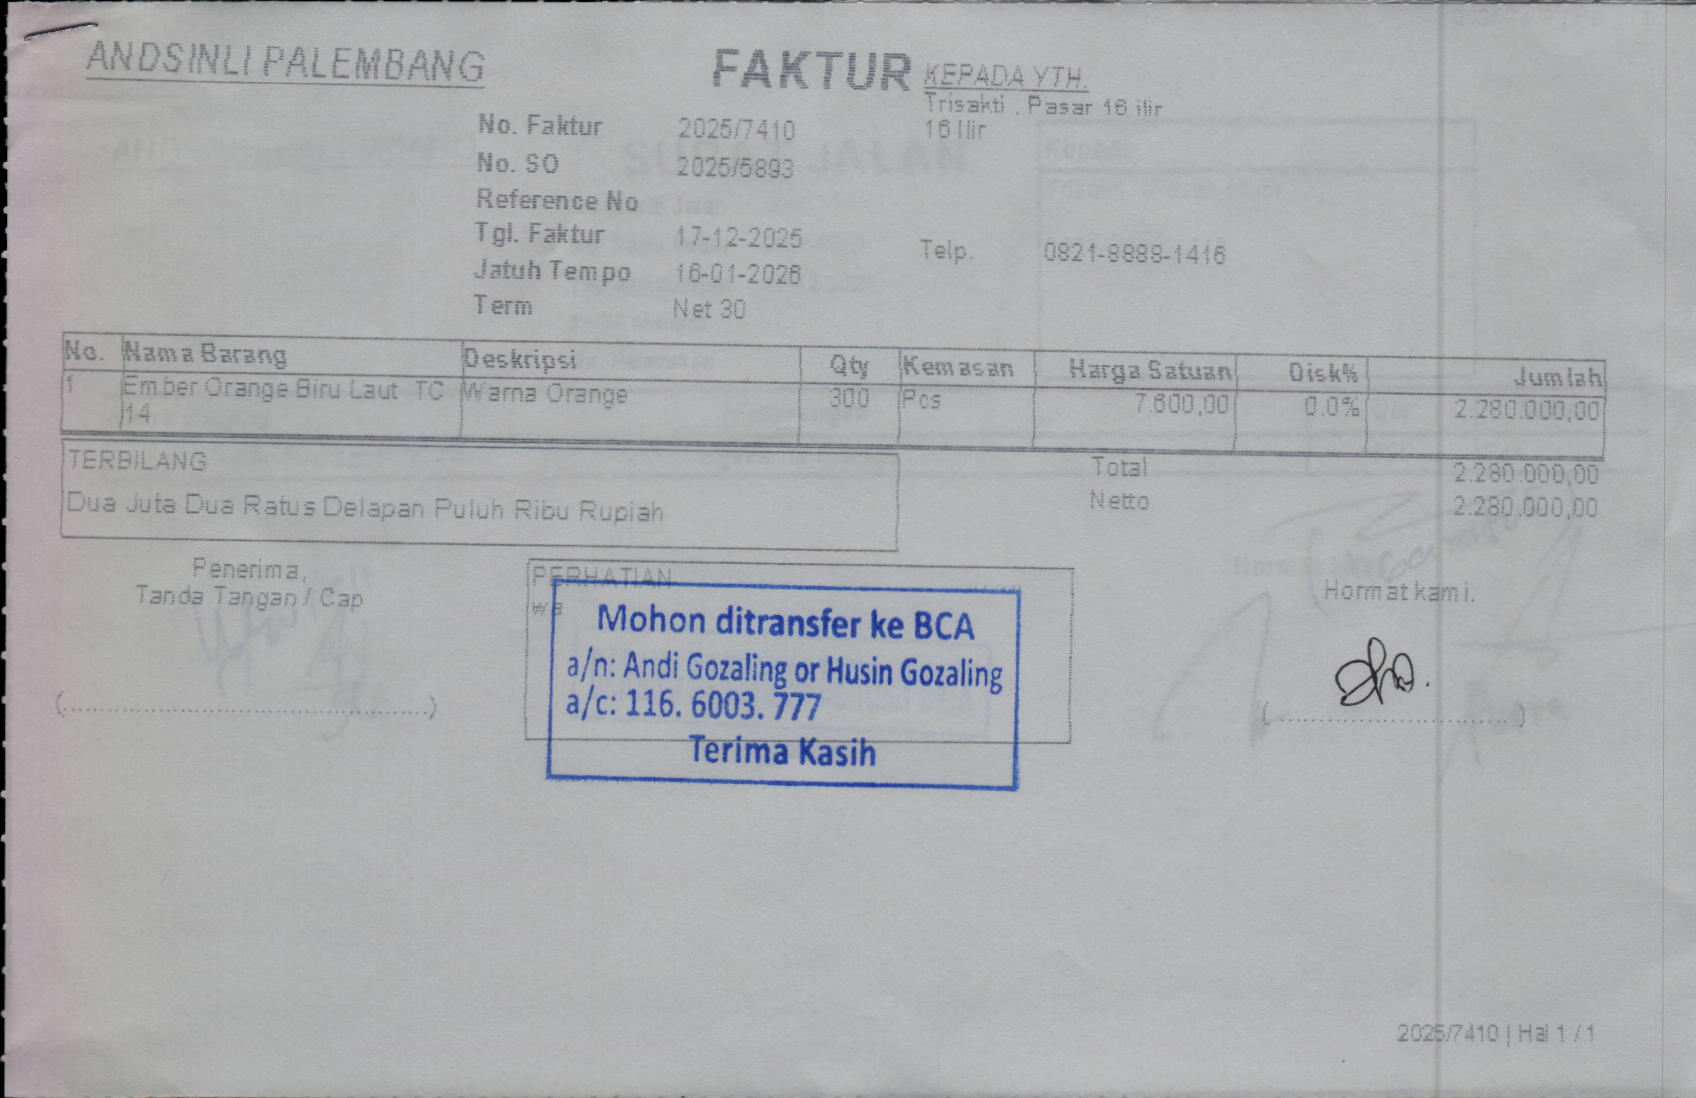 ANDSINLI PALEMBANG
FAKTUR
KEPADA YTH.
Trisakti , Pasar 16 ilir
16 Ilir
No. Faktur 2025/7410
No. SO 2025/5893
Reference No
Tgl. Faktur 17-12-2025
Jatuh Tempo 16-01-2026
Term Net 30
Telp. 0821-8888-1416
No. Nama Barang Deskripsi Qty Kemasan Harga Satuan Disk% Jumlah
1 Ember Orange Biru Laut TC Warna Orange 300 Pcs 7.600,00 0.0% 2.280.000,00
14
TERBILANG
Dua Juta Dua Ratus Delapan Puluh Ribu Rupiah
Total 2.280.000,00
Netto 2.280.000,00
Penerima,
Tanda Tangan / Cap
(......................................................)
PERHATIAN
WB
Mohon ditransfer ke BCA
a/n: Andi Gozaling or Husin Gozaling
a/c: 116. 6003. 777
Terima Kasih
Hormat kami.
(....................................)
2025/7410 | Hal 1 / 1